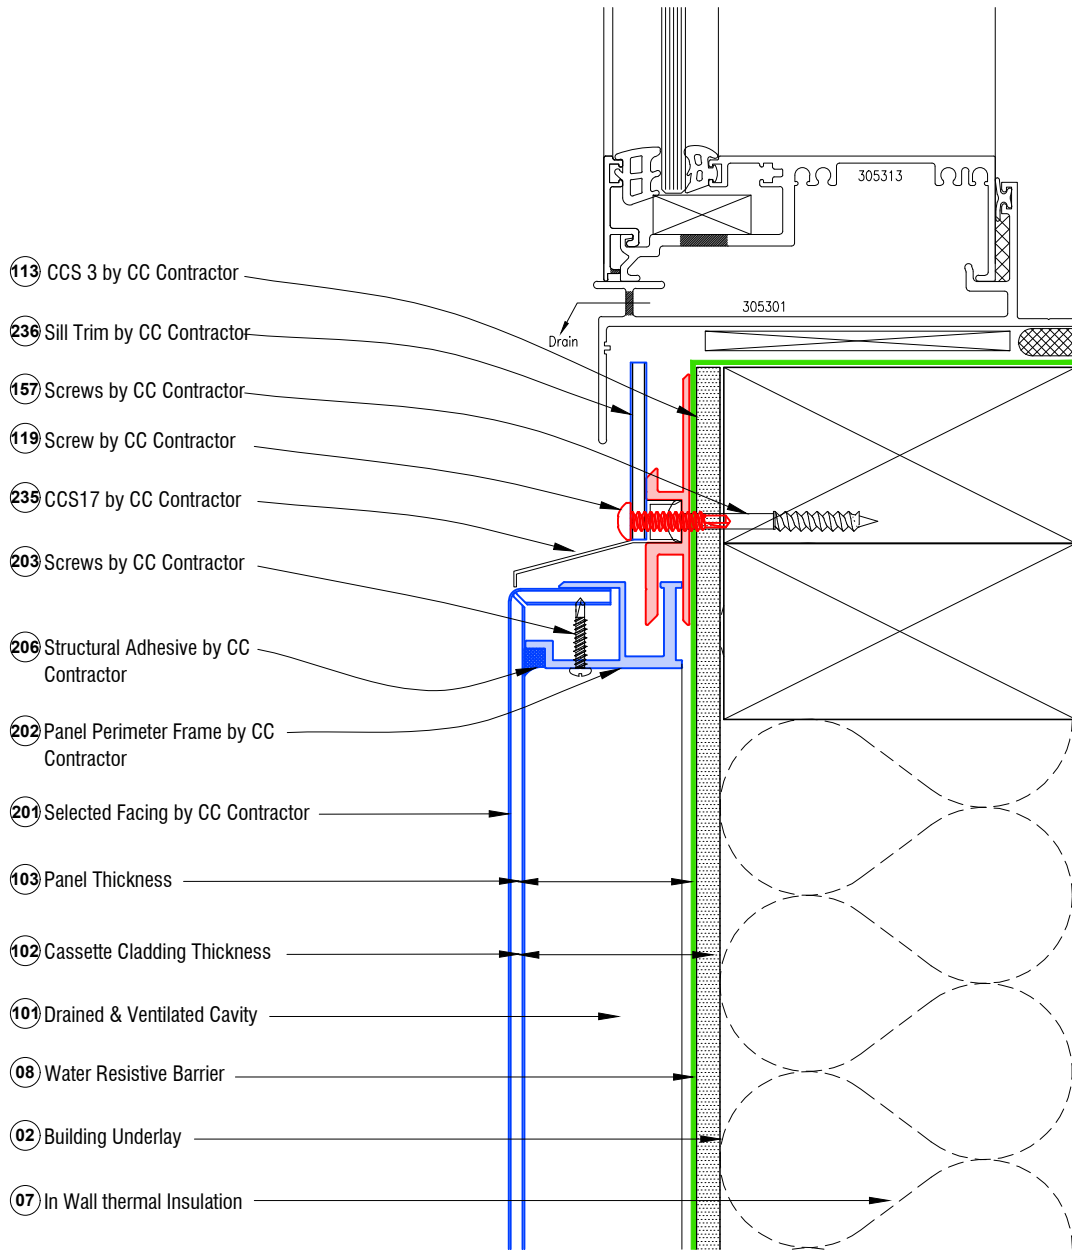 305313
113 CCS 3 by CC Contractor
305301
236 Sill Trim by CC Contractor
Drain
157 Screws by CC Contractor
119 Screw by CC Contractor
235 CCS17 by CC Contractor
203 Screws by CC Contractor
206 Structural Adhesive by CC
Contractor
202 Panel Perimeter Frame by CC
Contractor
201 Selected Facing by CC Contractor
103 Panel Thickness
102 Cassette Cladding Thickness
101 Drained & Ventilated Cavity
08 Water Resistive Barrier
02 Building Underlay
07 In Wall thermal Insulation